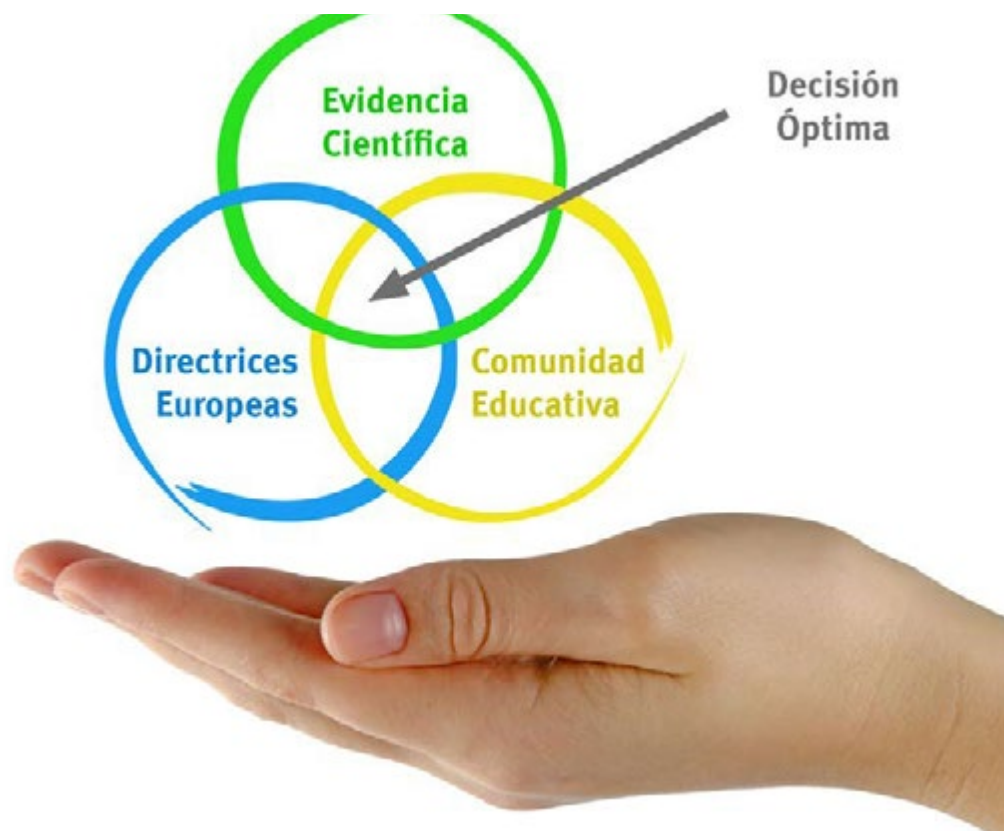 Evidencia
Científica
Decisión
Óptima
Directrices
Europeas
Comunidad
Educativa